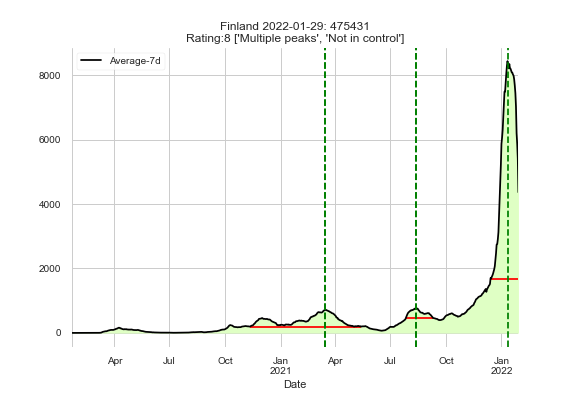 Finland 2022-01-29: 475431
Rating:8 ['Multiple peaks', 'Not in control']
Average-7d
8000
6000
4000
2000
0
Apr Jul Oct Jan Apr Jul Oct Jan
2021 2022
Date